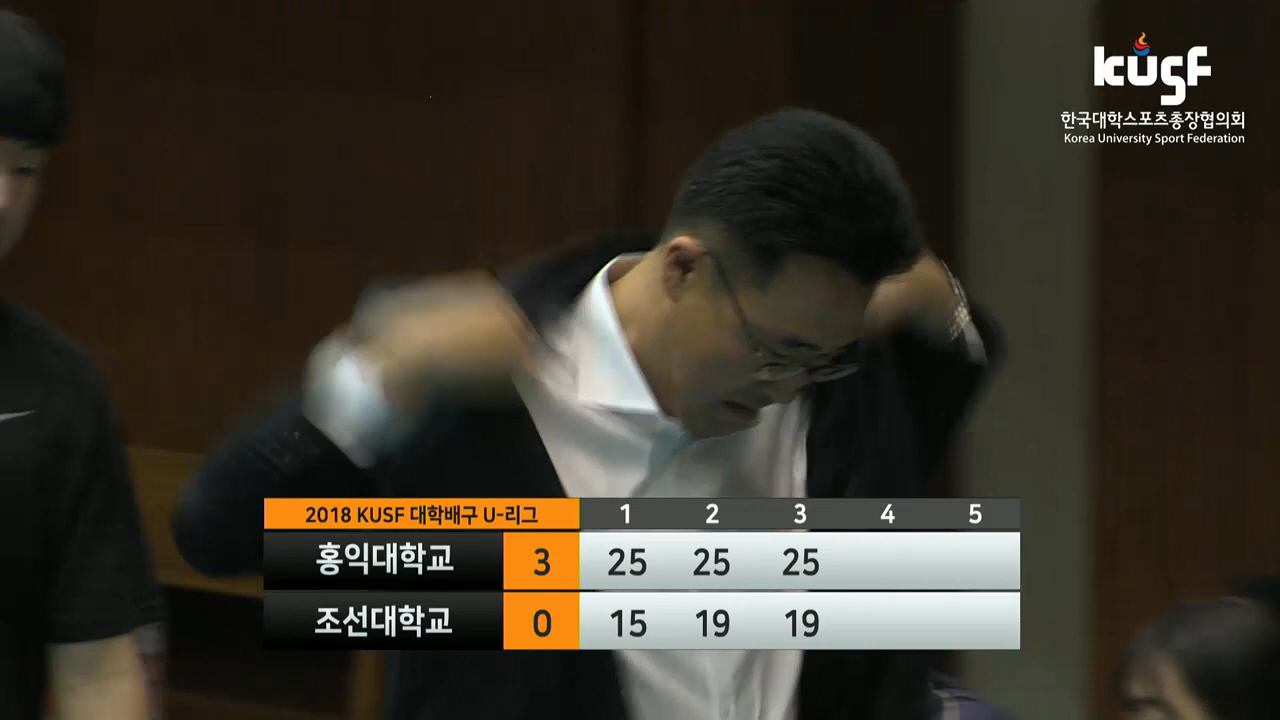 KUSF
한국대학스포츠총장협의회
Korea University Sport Federation
2018 KUSF 대학배구 U-리그 1 2 3 4 5
홍익대학교 3 25 25 25
조선대학교 0 15 19 19